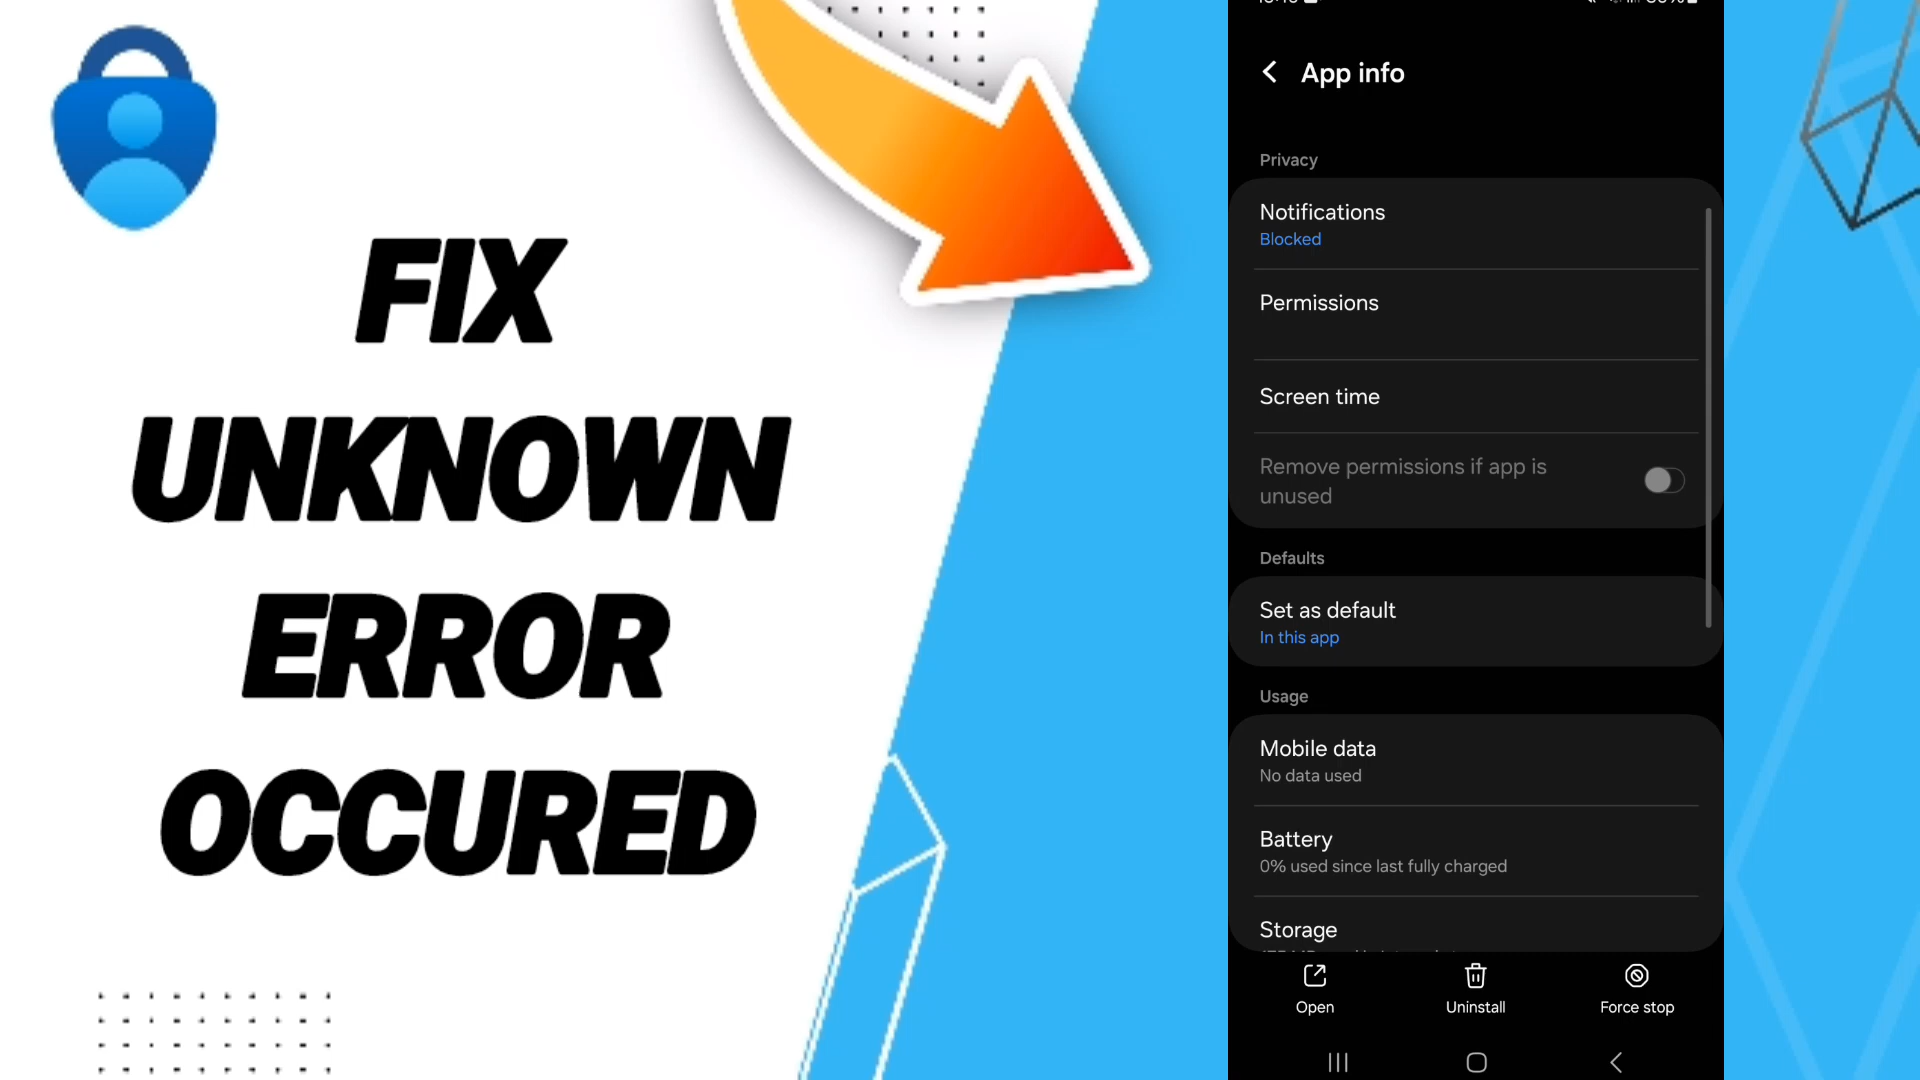 FIX
UNKNOWN
ERROR
OCCURED
App info
Privacy
Notifications
Blocked
Permissions
Screen time
Remove permissions if app is
unused
Defaults
Set as default
In this app
Usage
Mobile data
No data used
Battery
0% used since last fully charged
Storage
Open
Uninstall
Force stop